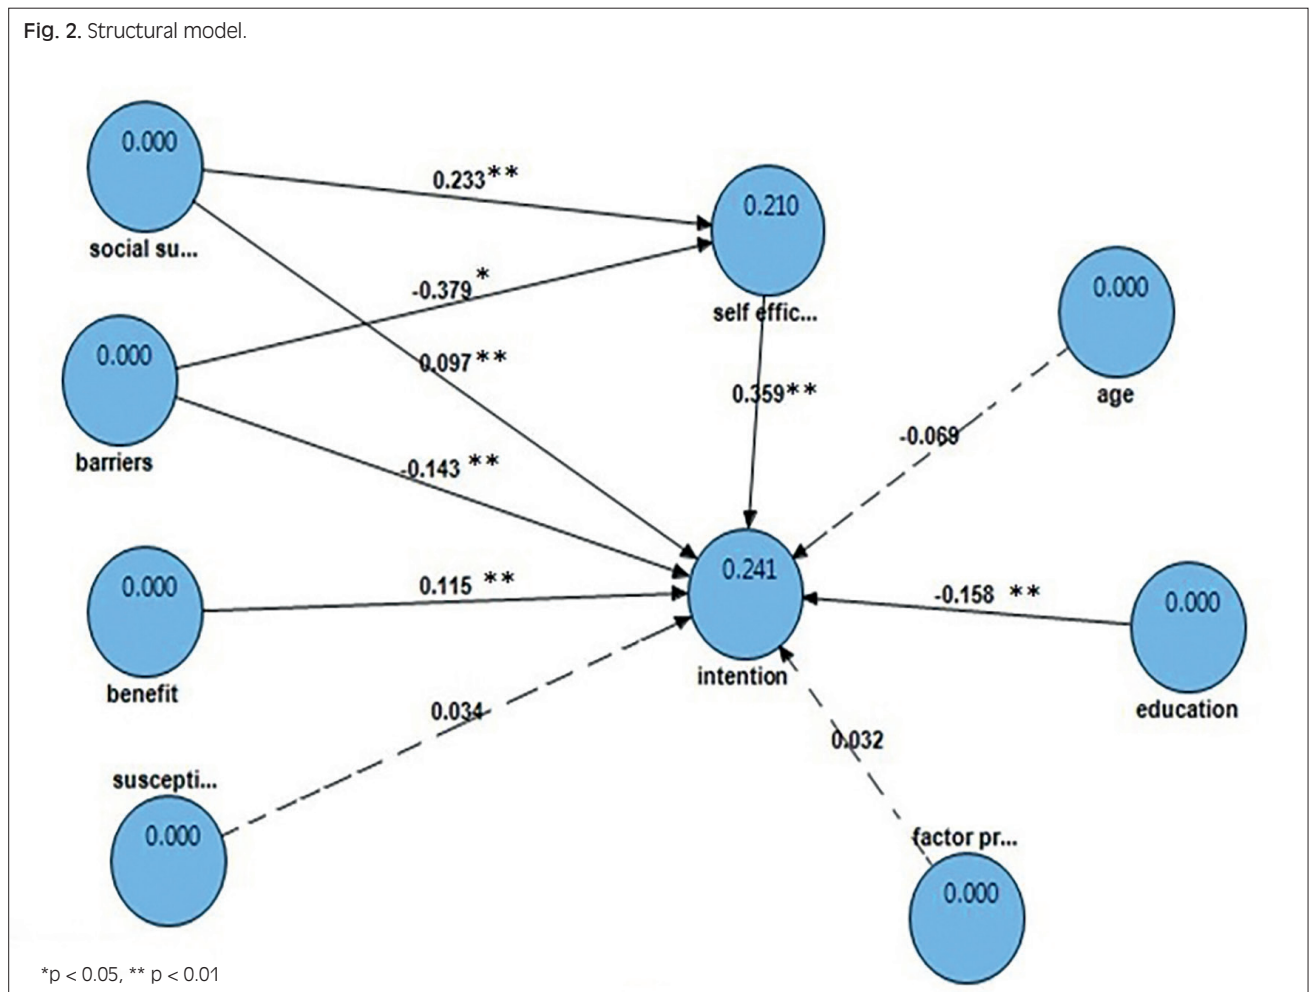 Fig. 2. Structural model.
0.000
social su...
0.233**
0.210
self effic...
-0.379*
0.000
barriers
0.097**
0.359**
0.000
age
-0.069
-0.143 **
0.000
benefit
0.115 **
0.241
intention
-0.158 **
0.000
education
0.034
suscepti...
0.000
0.032
factor pr...
0.000
*p < 0.05, ** p < 0.01